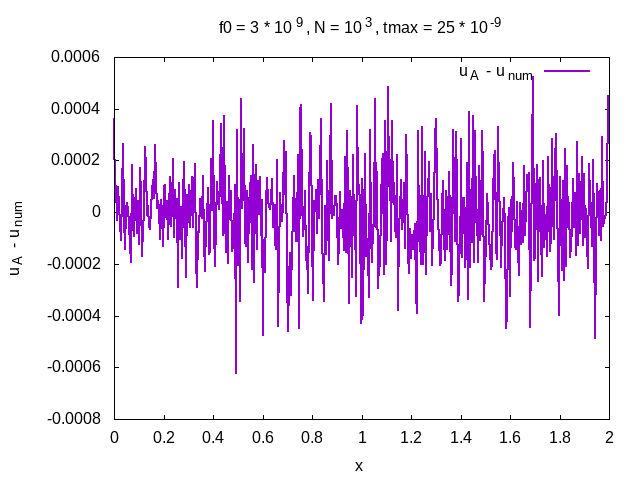 f0 = 3 * 10^9, N = 10^3, tmax = 25 * 10^-9
0.0006
u_A - u_num
0.0004
0.0002
0
-0.0002
-0.0004
-0.0006
-0.0008
u_A - u_num
0 0.2 0.4 0.6 0.8 1 1.2 1.4 1.6 1.8 2
x